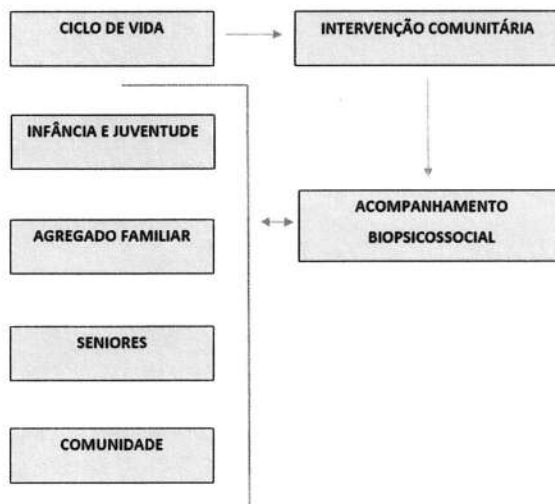 CICLO DE VIDA
INTERVENÇÃO COMUNITÁRIA
INFÂNCIA E JUVENTUDE
AGREGADO FAMILIAR
ACOMPANHAMENTO
BIOPSICOSSOCIAL
SENIORES
COMUNIDADE